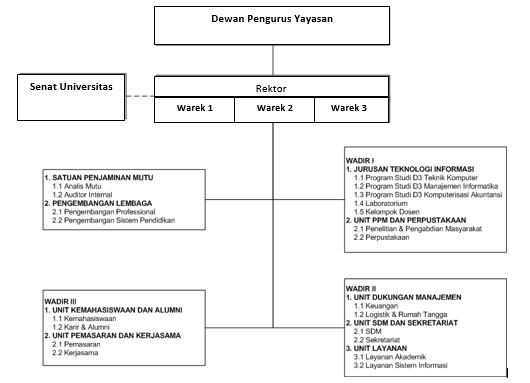 Dewan Pengurus Yayasan
Senat Universitas
Rektor
Warek 1
Warek 2
Warek 3
1. SATUAN PENJAMINAN MUTU
1.1 Analis Mutu
1.2 Auditor Internal
2. PENGEMBANGAN LEMBAGA
2.1 Pengembangan Professional
2.2 Pengembangan Sistem Pendidikan
WADIR I
1. JURUSAN TEKNOLOGI INFORMASI
1.1 Program Studi D3 Teknik Komputer
1.2 Program Studi D3 Manajemen Informatika
1.3 Program Studi D3 Komputerisasi Akuntansi
1.4 Laboratorium
1.5 Kelompok Dosen
2. UNIT PPM DAN PERPUSTAKAAN
2.1 Penelitian & Pengabdian Masyarakat
2.2 Perpustakaan
WADIR III
1. UNIT KEMAHASISWAAN DAN ALUMNI
1.1 Kemahasiswaan
1.2 Karir & Alumni
2. UNIT PEMASARAN DAN KERJASAMA
2.1 Pemasaran
2.2 Kerjasama
WADIR II
1. UNIT DUKUNGAN MANAJEMEN
1.1 Keuangan
1.2 Logistik & Rumah Tangga
2. UNIT SDM DAN SEKRETARIAT
2.1 SDM
2.2 Sekretariat
3. UNIT LAYANAN
3.1 Layanan Akademik
3.2 Layanan Sistem Informasi